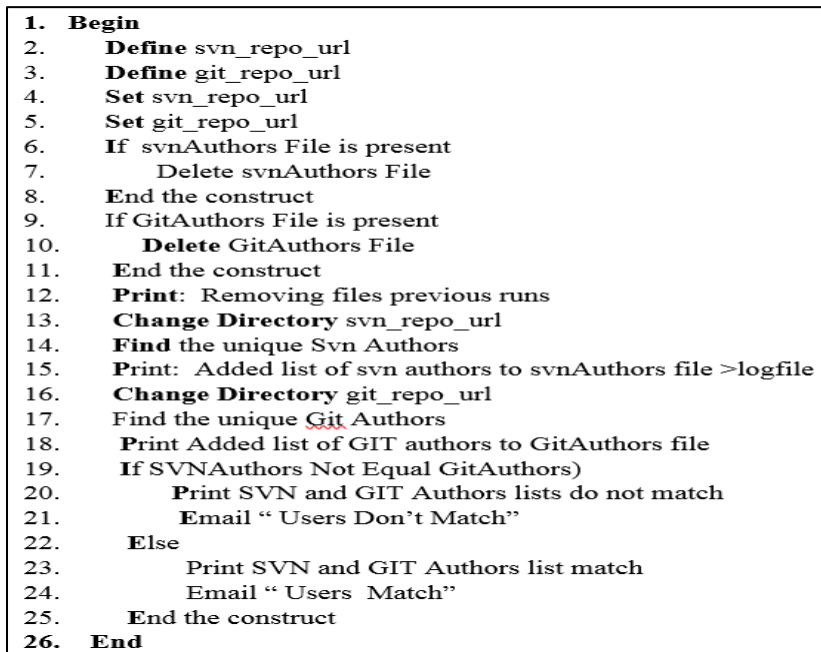 1. Begin
2. Define svn_repo_url
3. Define git_repo_url
4. Set svn_repo_url
5. Set git_repo_url
6. If svnAuthors File is present
7. Delete svnAuthors File
8. End the construct
9. If GitAuthors File is present
10. Delete GitAuthors File
11. End the construct
12. Print: Removing files previous runs
13. Change Directory svn_repo_url
14. Find the unique Svn Authors
15. Print: Added list of svn authors to svnAuthors file >logfile
16. Change Directory git_repo_url
17. Find the unique Git Authors
18. Print Added list of GIT authors to GitAuthors file
19. If SVNAuthors Not Equal GitAuthors)
20. Print SVN and GIT Authors lists do not match
21. Email “ Users Don’t Match”
22. Else
23. Print SVN and GIT Authors list match
24. Email “ Users Match”
25. End the construct
26. End